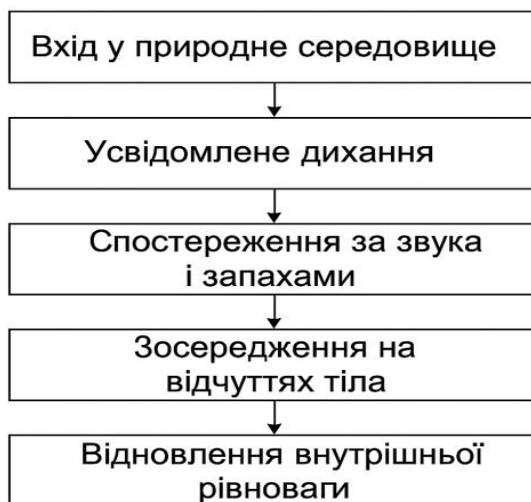 Вхід у природне середовище
Усвідомлене дихання
Спостереження за звука
і запахами
Зосередження на
відчуттях тіла
Відновлення внутрішньої
рівноваги